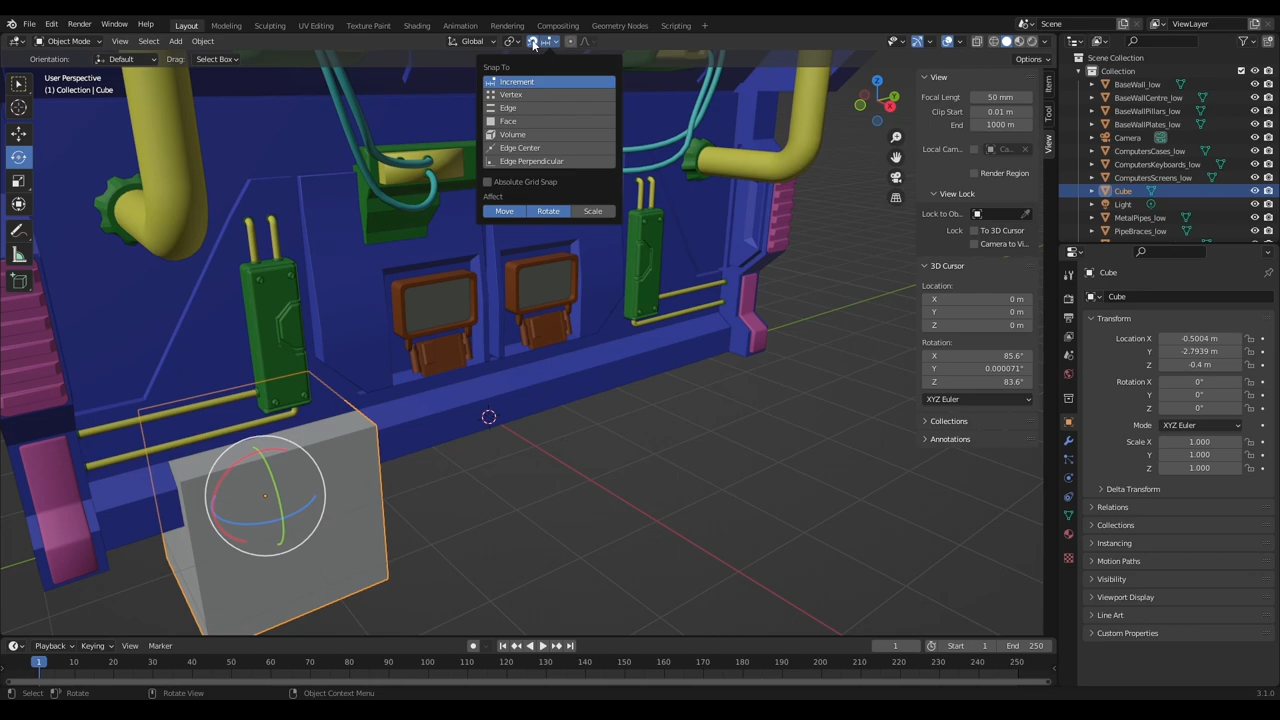 File Edit Render Window Help Layout Modeling Sculpting UV Editing Texture Paint Shading Animation Rendering Compositing Geometry Nodes Scripting + Scene ViewLayer
Object Mode View Select Add Object Global
Orientation: Default Drag: Select Box Options
User Perspective
(1) Collection | Cube
Snap To
Increment
Vertex
Edge
Face
Volume
Edge Center
Edge Perpendicular
Absolute Grid Snap
Affect
Move Rotate Scale
Z
Y
X
View
Focal Length 50 mm
Clip Start 0.01 m
End 1000 m
Local Cam... Ca...
Render Region
View Lock
Lock to Ob...
Lock To 3D Cursor
Camera to Vi...
3D Cursor
Location:
X 0 m
Y 0 m
Z 0 m
Rotation:
X 85.6°
Y 0.000071°
Z 83.6°
XYZ Euler
Collections
Annotations
Item
Tool
View
Scene Collection
Collection
BaseWall_low
BaseWallCentre_low
BaseWallPillars_low
BaseWallPlates_low
Camera
ComputersCases_low
ComputersKeyboards_low
ComputersScreens_low
Cube
Light
MetalPipes_low
PipeBraces_low
Cube
Cube
Transform
Location X -0.5004 m
Y -2.7939 m
Z -0.4 m
Rotation X 0°
Y 0°
Z 0°
Mode XYZ Euler
Scale X 1.000
Y 1.000
Z 1.000
Delta Transform
Relations
Collections
Instancing
Motion Paths
Visibility
Viewport Display
Line Art
Custom Properties
Playback Keying View Marker 1 Start 1 End 250
1 10 20 30 40 50 60 70 80 90 100 110 120 130 140 150 160 170 180 190 200 210 220 230 240 250
Select Rotate Rotate View Object Context Menu 3.1.0